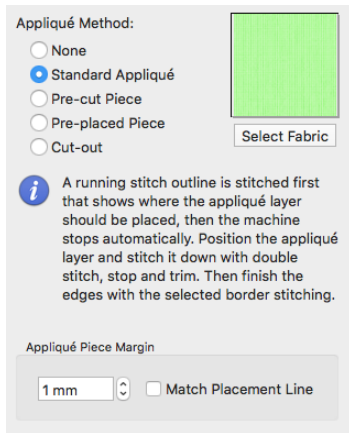 Appliqué Method:
None
Standard Appliqué
Pre-cut Piece
Pre-placed Piece
Cut-out
Select Fabric
A running stitch outline is stitched first
that shows where the appliqué layer
should be placed, then the machine
stops automatically. Position the appliqué
layer and stitch it down with double
stitch, stop and trim. Then finish the
edges with the selected border stitching.
Appliqué Piece Margin
1 mm
Match Placement Line